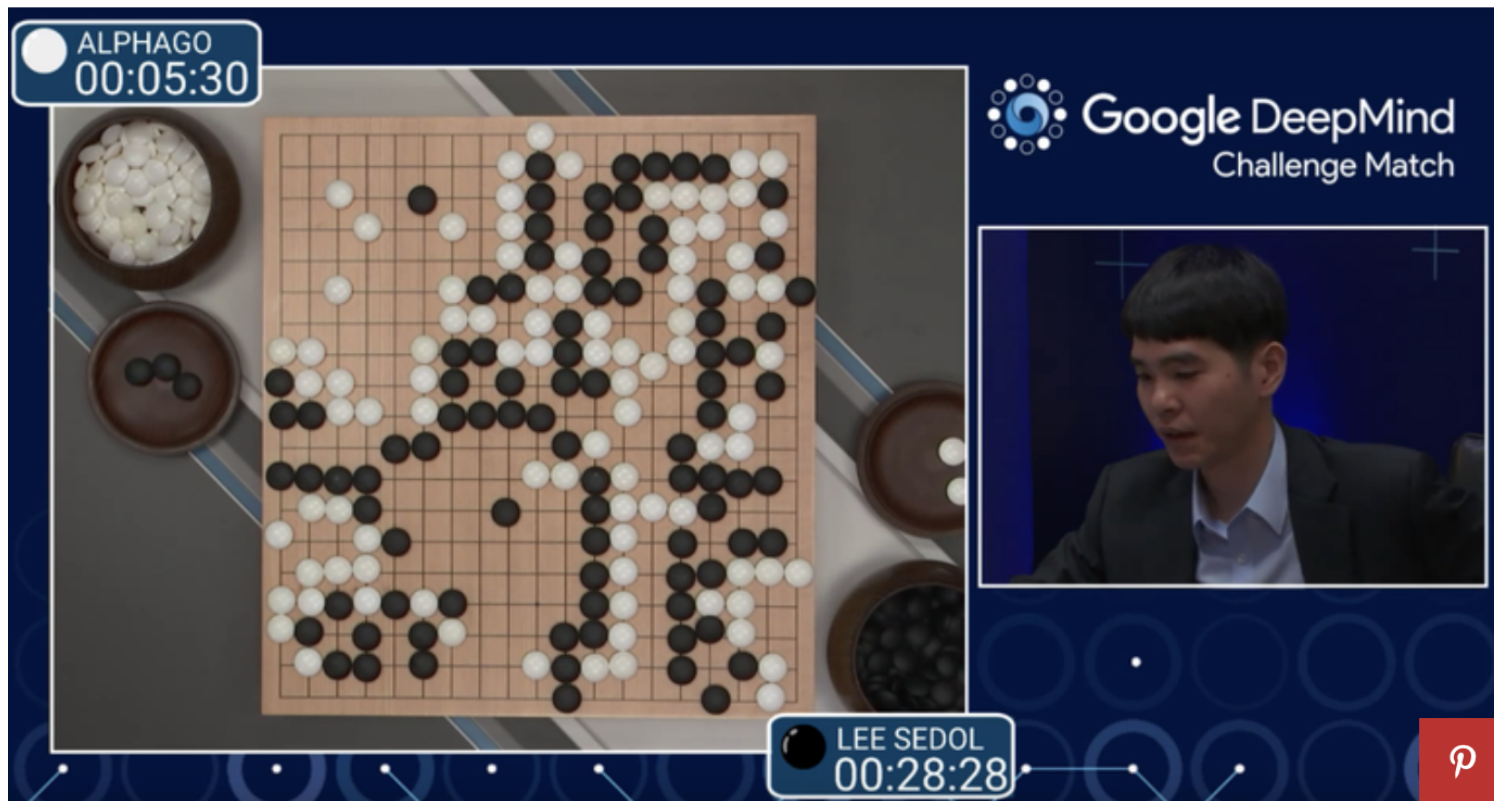 ALPHAGO
00:05:30
Google DeepMind
Challenge Match
LEE SEDOL
00:28:28